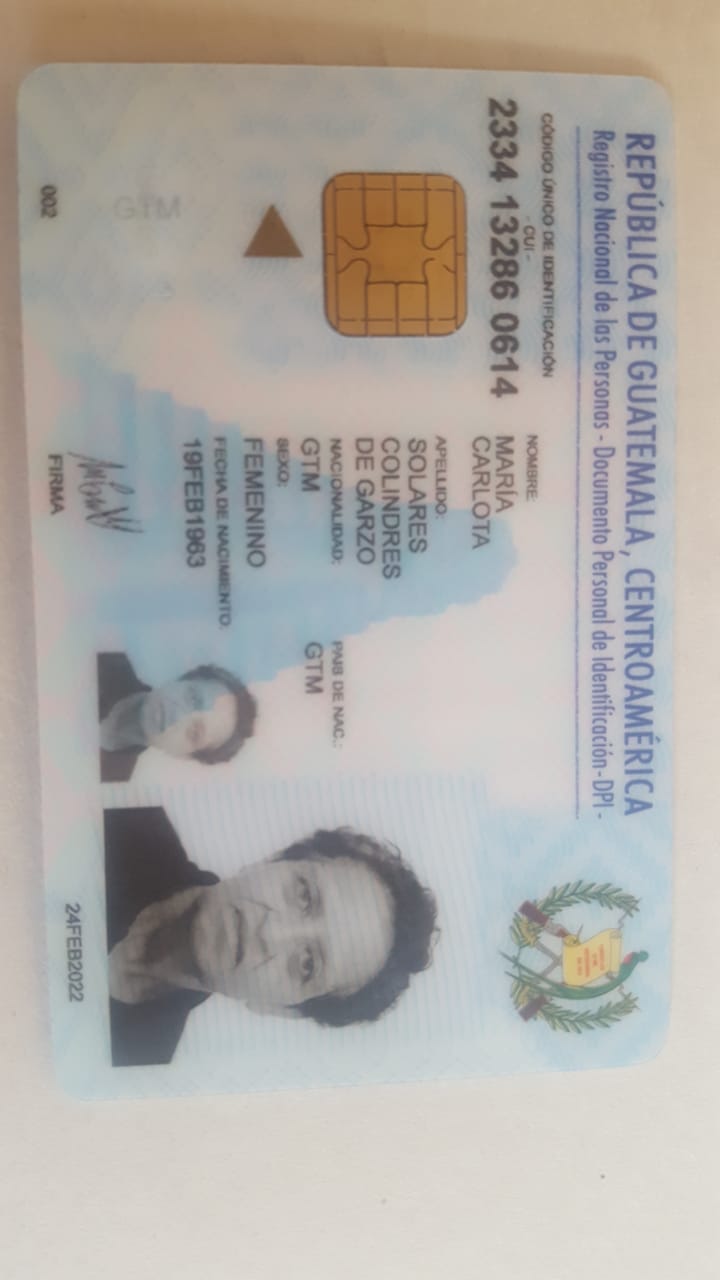 REPÚBLICA DE GUATEMALA, CENTROAMÉRICA
Registro Nacional de las Personas - Documento Personal de Identificación - DPI -
CÓDIGO ÚNICO DE IDENTIFICACIÓN
- CUI -
2334 13286 0614
NOMBRE:
MARÍA
CARLOTA
APELLIDO:
SOLARES
COLINDRES
DE GARZO
NACIONALIDAD:
GTM
PAIS DE NAC.:
GTM
SEXO:
FEMENINO
FECHA DE NACIMIENTO:
19FEB1963
GTM
FIRMA
002
24FEB2022